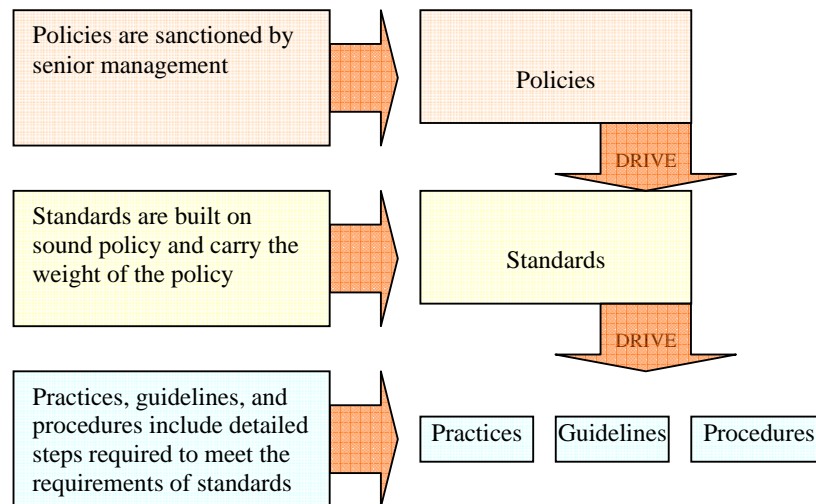 Policies are sanctioned by
senior management
Policies
DRIVE
Standards are built on
sound policy and carry the
weight of the policy
Standards
DRIVE
Practices, guidelines, and
procedures include detailed
steps required to meet the
requirements of standards
Practices
Guidelines
Procedures